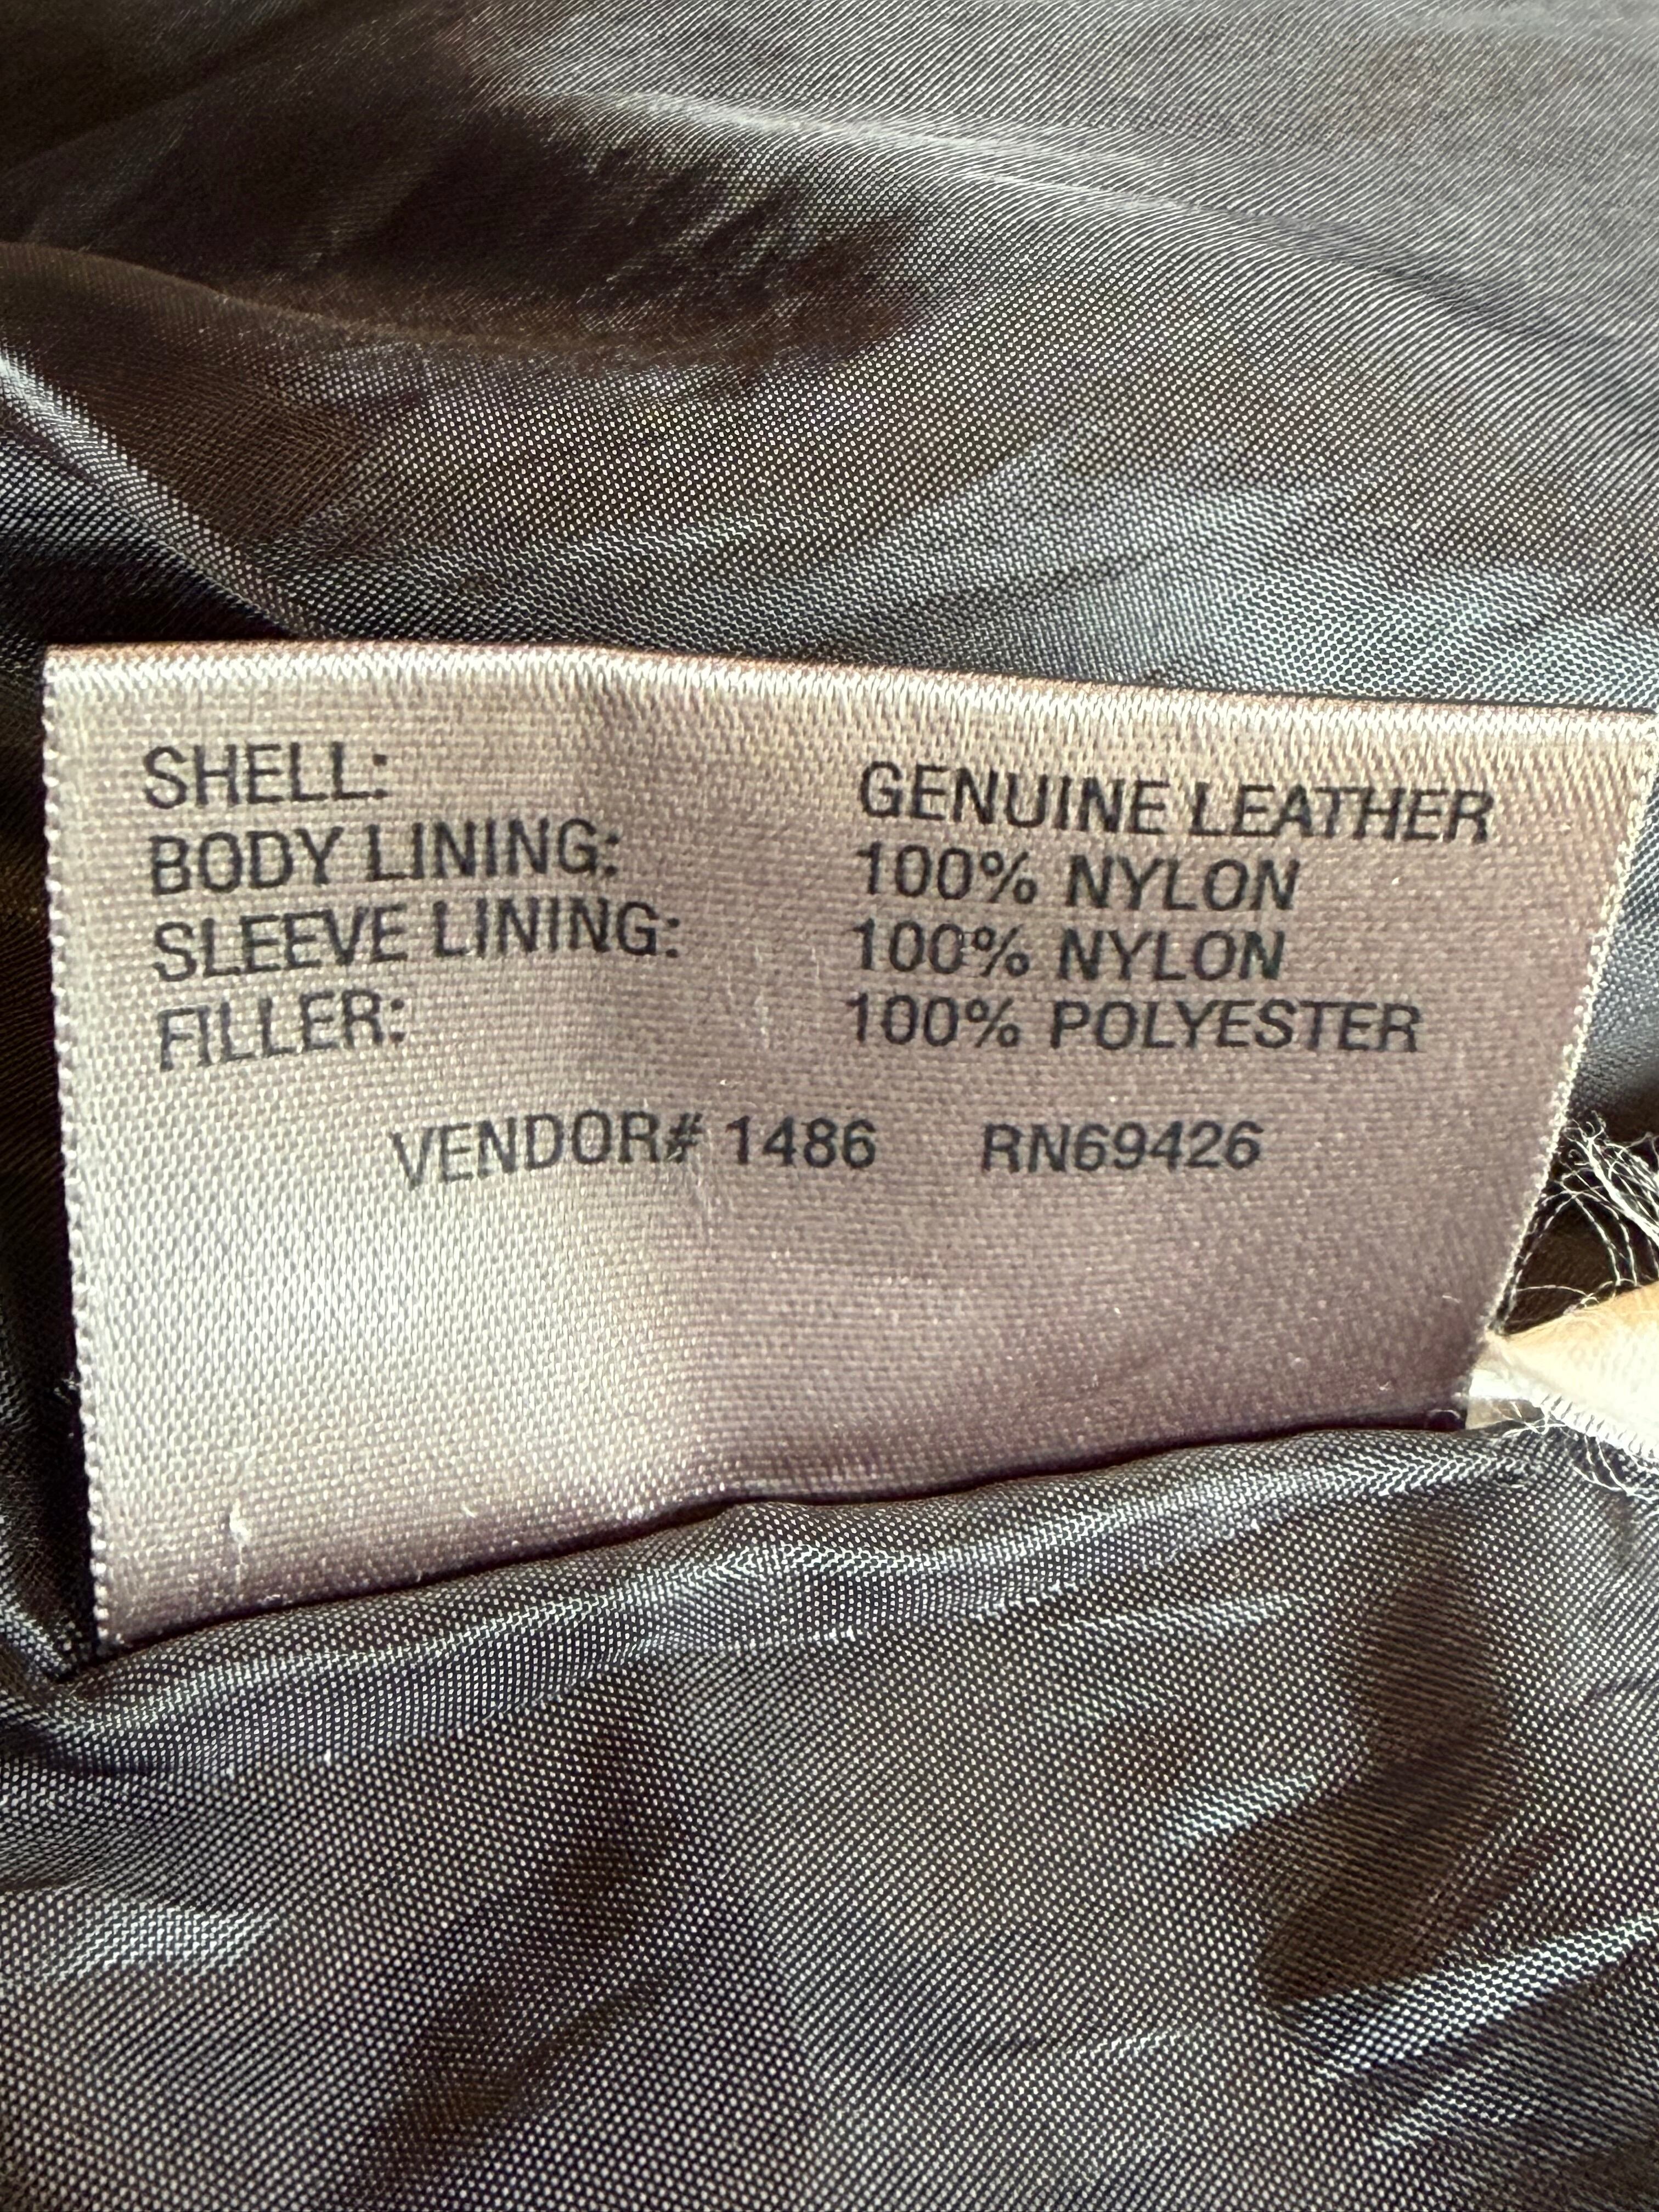 SHELL: GENUINE LEATHER
BODY LINING: 100% NYLON
SLEEVE LINING: 100% NYLON
FILLER: 100% POLYESTER
VENDOR# 1486 RN69426